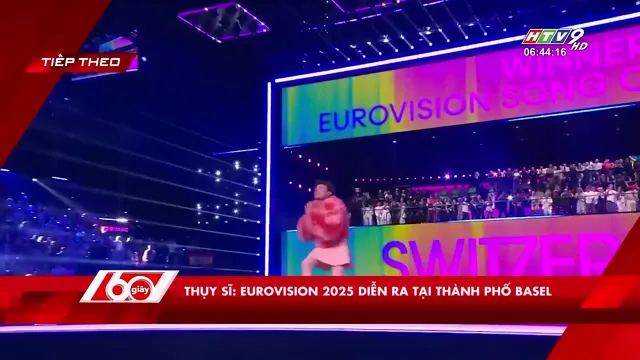 TIẾP THEO
HTV9 HD
06:44:16
WINNER
EUROVISION SONG C
SWITZER
60 giây
THỤY SĨ: EUROVISION 2025 DIỄN RA TẠI THÀNH PHỐ BASEL